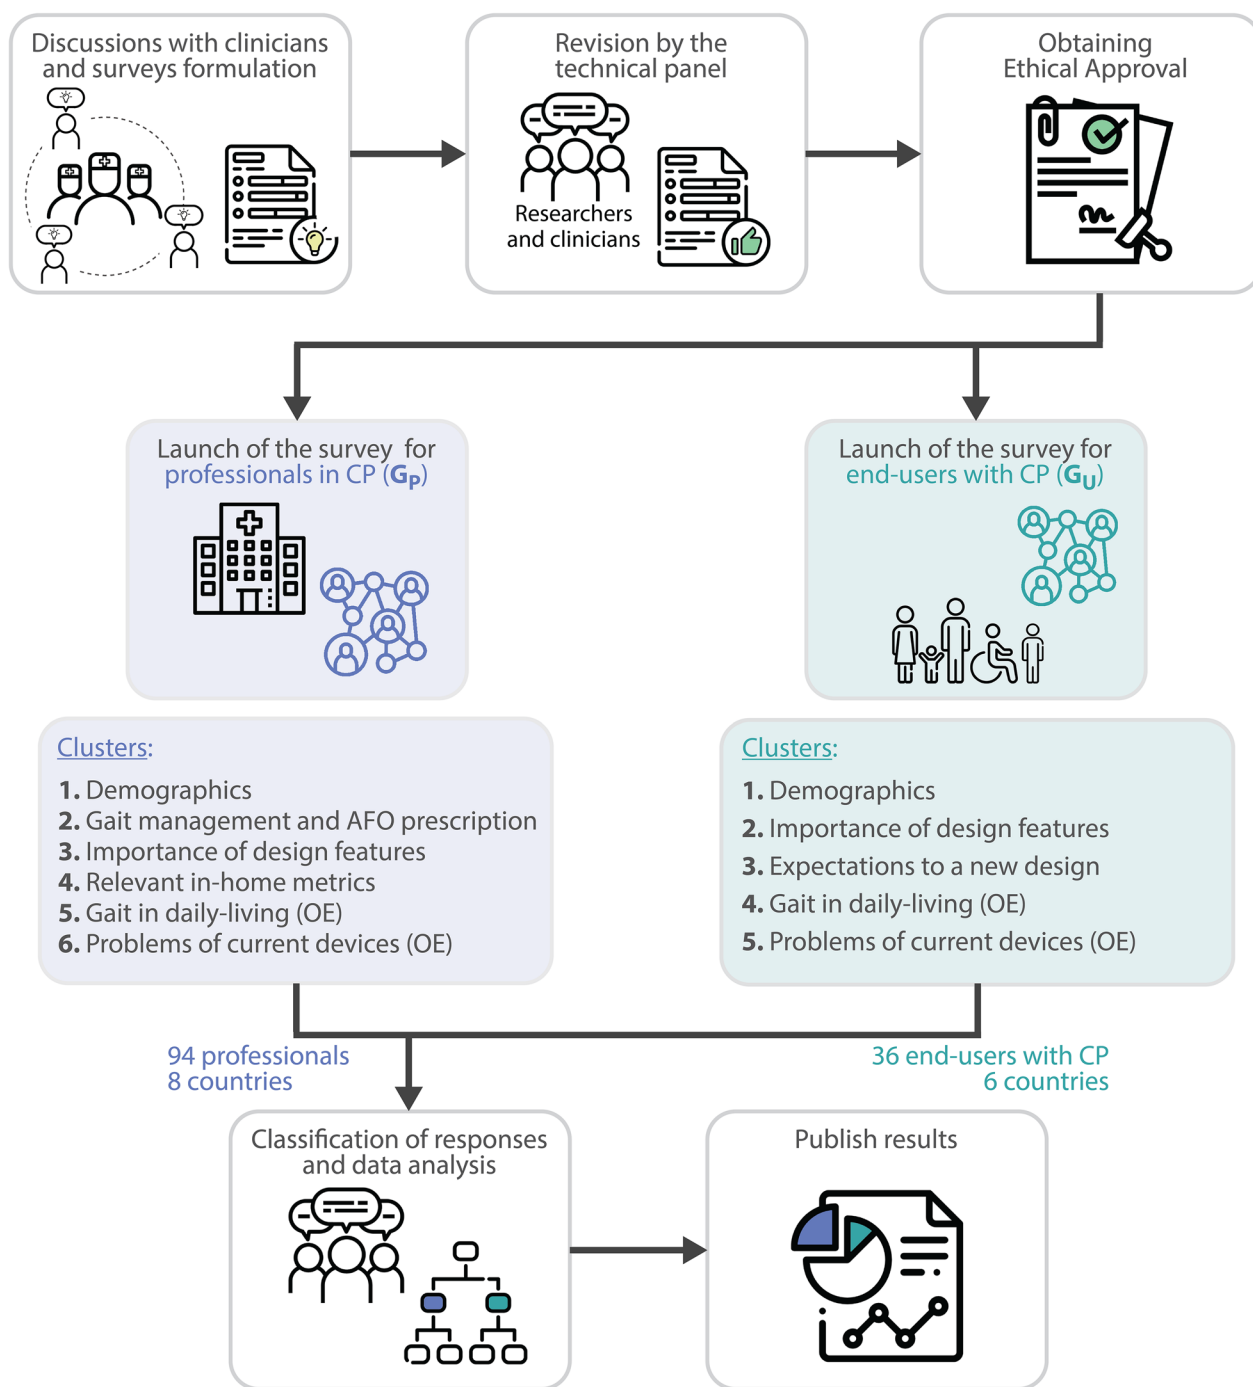 Discussions with clinicians
and surveys formulation
Revision by the
technical panel
Researchers
and clinicians
Obtaining
Ethical Approval
Launch of the survey for
professionals in CP (GP)
Launch of the survey for
end-users with CP (GU)
Clusters:
1. Demographics
2. Gait management and AFO prescription
3. Importance of design features
4. Relevant in-home metrics
5. Gait in daily-living (OE)
6. Problems of current devices (OE)
Clusters:
1. Demographics
2. Importance of design features
3. Expectations to a new design
4. Gait in daily-living (OE)
5. Problems of current devices (OE)
94 professionals
8 countries
36 end-users with CP
6 countries
Classification of responses
and data analysis
Publish results